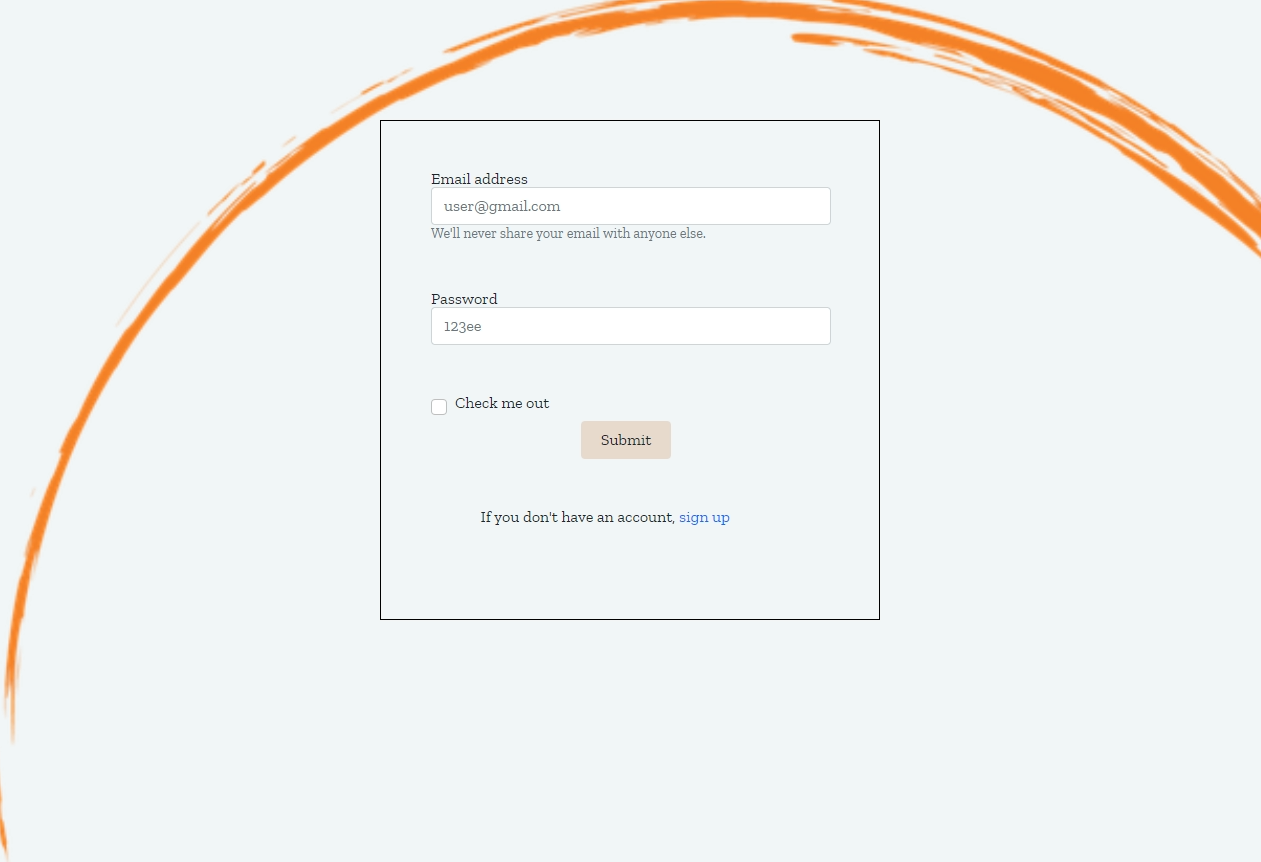 Email address
user@gmail.com
We'll never share your email with anyone else.
Password
123ee
Check me out
Submit
If you don't have an account, sign up